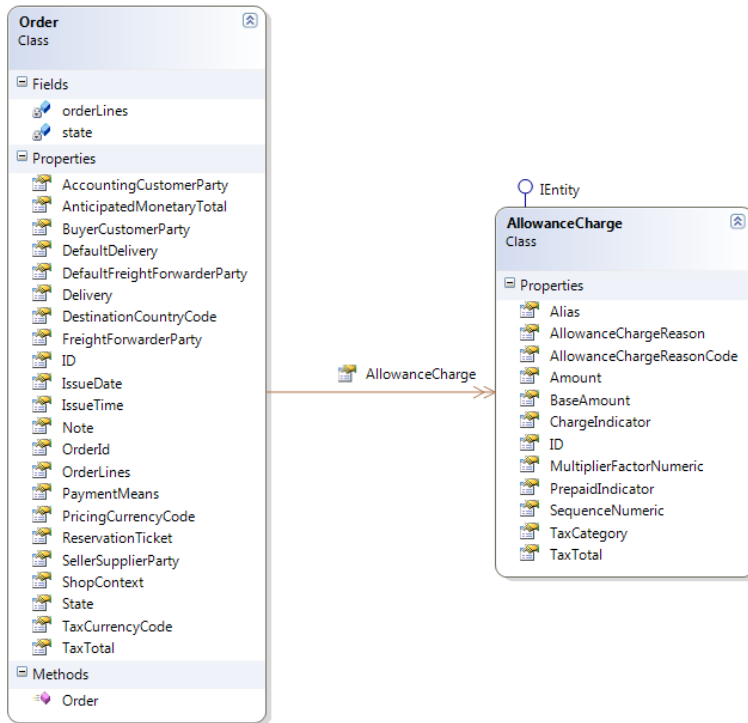 Order
Class
Fields
orderLines
state
Properties
AccountingCustomerParty
AnticipatedMonetaryTotal
BuyerCustomerParty
DefaultDelivery
DefaultFreightForwarderParty
Delivery
DestinationCountryCode
FreightForwarderParty
ID
IssueDate
IssueTime
Note
OrderId
OrderLines
PaymentMeans
PricingCurrencyCode
ReservationTicket
SellerSupplierParty
ShopContext
State
TaxCurrencyCode
TaxTotal
Methods
Order
AllowanceCharge
IEntity
AllowanceCharge
Class
Properties
Alias
AllowanceChargeReason
AllowanceChargeReasonCode
Amount
BaseAmount
ChargeIndicator
ID
MultiplierFactorNumeric
PrepaidIndicator
SequenceNumeric
TaxCategory
TaxTotal